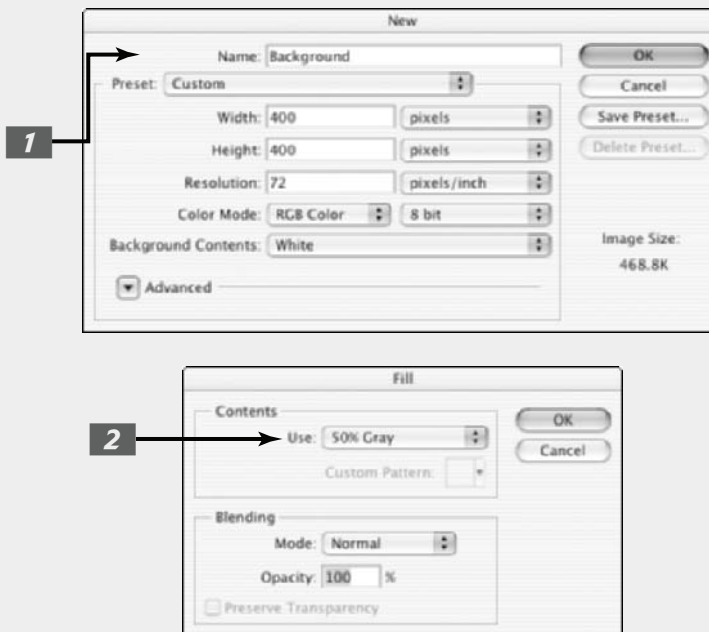 New
Name: Background
OK
Preset: Custom
Cancel
Width: 400 pixels
Save Preset...
1
Height: 400 pixels
Delete Preset...
Resolution: 72 pixels/inch
Color Mode: RGB Color 8 bit
Background Contents: White
Image Size:
468.8K
Advanced
Fill
Contents
OK
2
Use: 50% Gray
Cancel
Custom Pattern:
Blending
Mode: Normal
Opacity: 100 %
Preserve Transparency